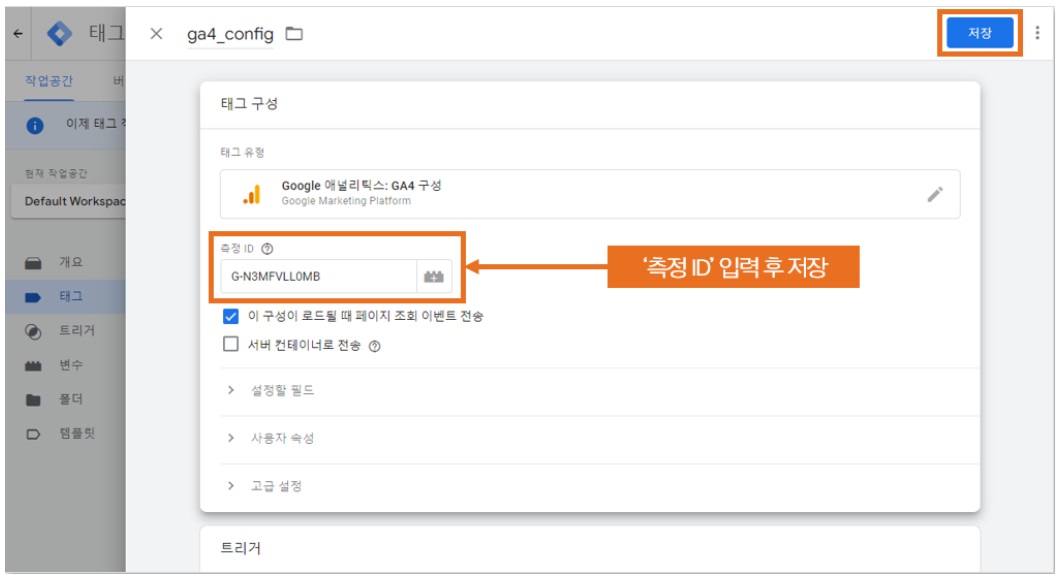 태그
ga4_config
저장
작업공간
버
이제 태그
현재 작업공간
Default Workspac
개요
태그
트리거
변수
폴더
템플릿
태그 구성
태그 유형
Google 애널리틱스: GA4 구성
Google Marketing Platform
측정 ID
G-N3MFVLL0MB
'측정 ID' 입력 후 저장
이 구성이 로드될 때 페이지 조회 이벤트 전송
서버 컨테이너로 전송
설정할 필드
사용자 속성
고급 설정
트리거